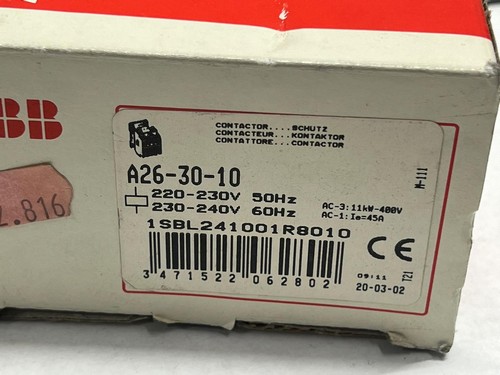 BB
2.816
CONTACTOR....SCHUTZ
CONTACTEUR...KONTAKTOR
CONTATTORE...CONTACTOR
A26-30-10
220-230V 50Hz
230-240V 60Hz
AC-3:11kW-400V
AC-1:Ie=45A
M-III
1SBL241001R8010
CE
3 471522 062802
09:11
20-03-02
T21